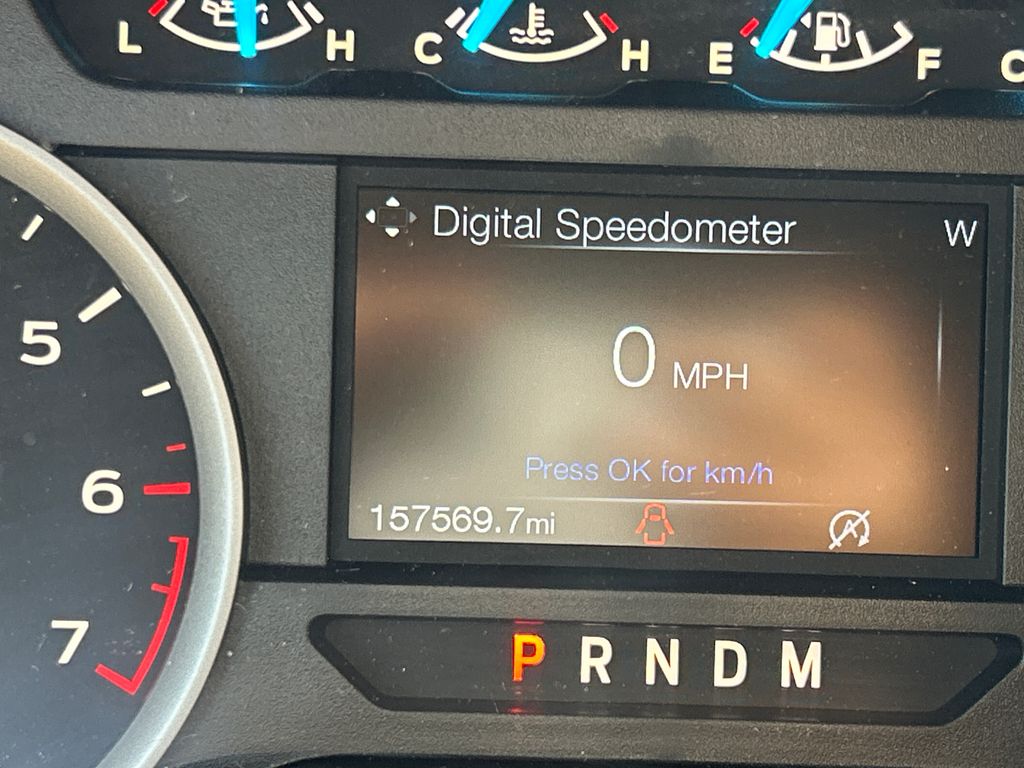 L H C H E F C
Digital Speedometer W
5
0 MPH
6
Press OK for km/h
157569.7mi A
7
P R N D M